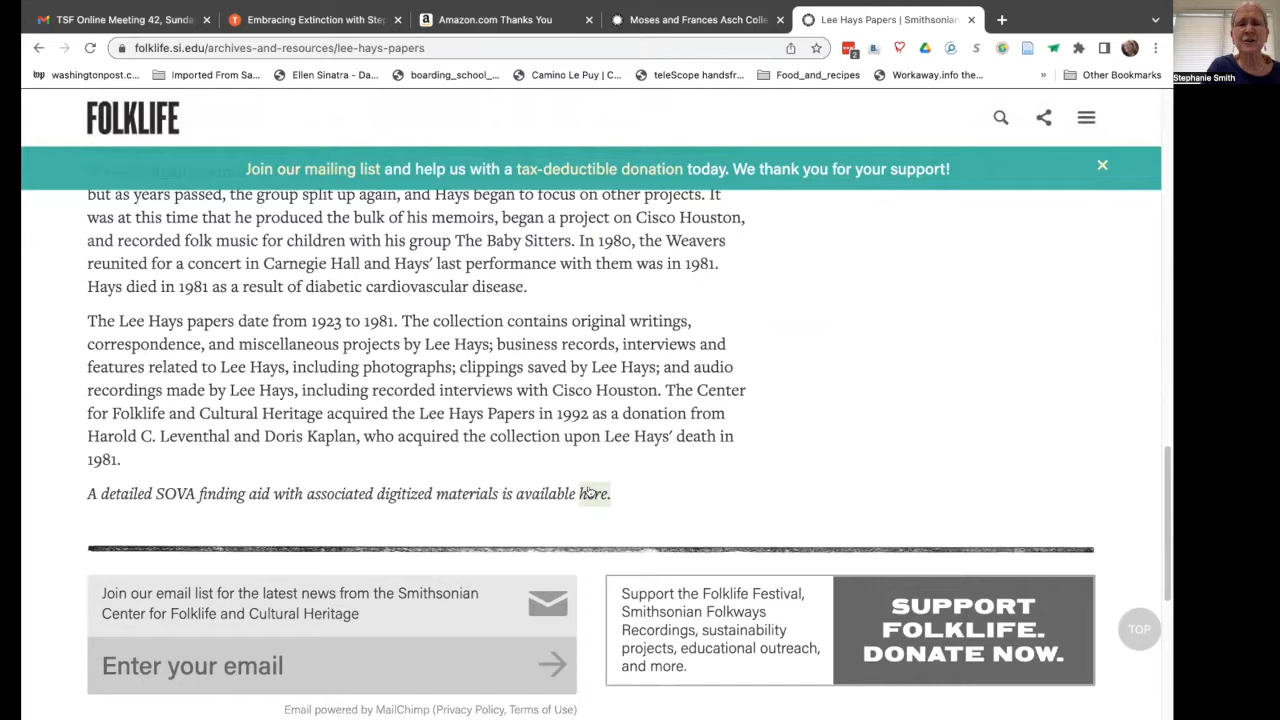 TSF Online Meeting 42, Sunda
Embracing Extinction with Step
Amazon.com Thank You
Moses and Frances Asch Colle
Lee Hays Papers | Smithsonian
folklife.si.edu/archives-and-resources/lee-hays-papers
washingtonpost.c...
Imported From Sa...
Ellen Sinatra - Da...
boarding_school_...
Camino Le Puy | C...
teleScope handsfr...
Food_and_recipes
Workaway.info the...
Other Bookmarks
Stephanie Smith
FOLKLIFE
Join our mailing list and help us with a tax-deductible donation today. We thank you for your support!
but as years passed, the group split up again, and Hays began to focus on other projects. It
was at this time that he produced the bulk of his memoirs, began a project on Cisco Houston,
and recorded folk music for children with his group The Baby Sitters. In 1980, the Weavers
reunited for a concert in Carnegie Hall and Hays' last performance with them was in 1981.
Hays died in 1981 as a result of diabetic cardiovascular disease.
The Lee Hays papers date from 1923 to 1981. The collection contains original writings,
correspondence, and miscellaneous projects by Lee Hays; business records, interviews and
features related to Lee Hays, including photographs; clippings saved by Lee Hays; and audio
recordings made by Lee Hays, including recorded interviews with Cisco Houston. The Center
for Folklife and Cultural Heritage acquired the Lee Hays Papers in 1992 as a donation from
Harold C. Leventhal and Doris Kaplan, who acquired the collection upon Lee Hays' death in
1981.
A detailed SOVA finding aid with associated digitized materials is available here.
Join our email list for the latest news from the Smithsonian
Center for Folklife and Cultural Heritage
Enter your email
Email powered by MailChimp (Privacy Policy, Terms of Use)
Support the Folklife Festival,
Smithsonian Folkways
Recordings, sustainability
projects, educational outreach,
and more.
SUPPORT
FOLKLIFE.
DONATE NOW.
TOP